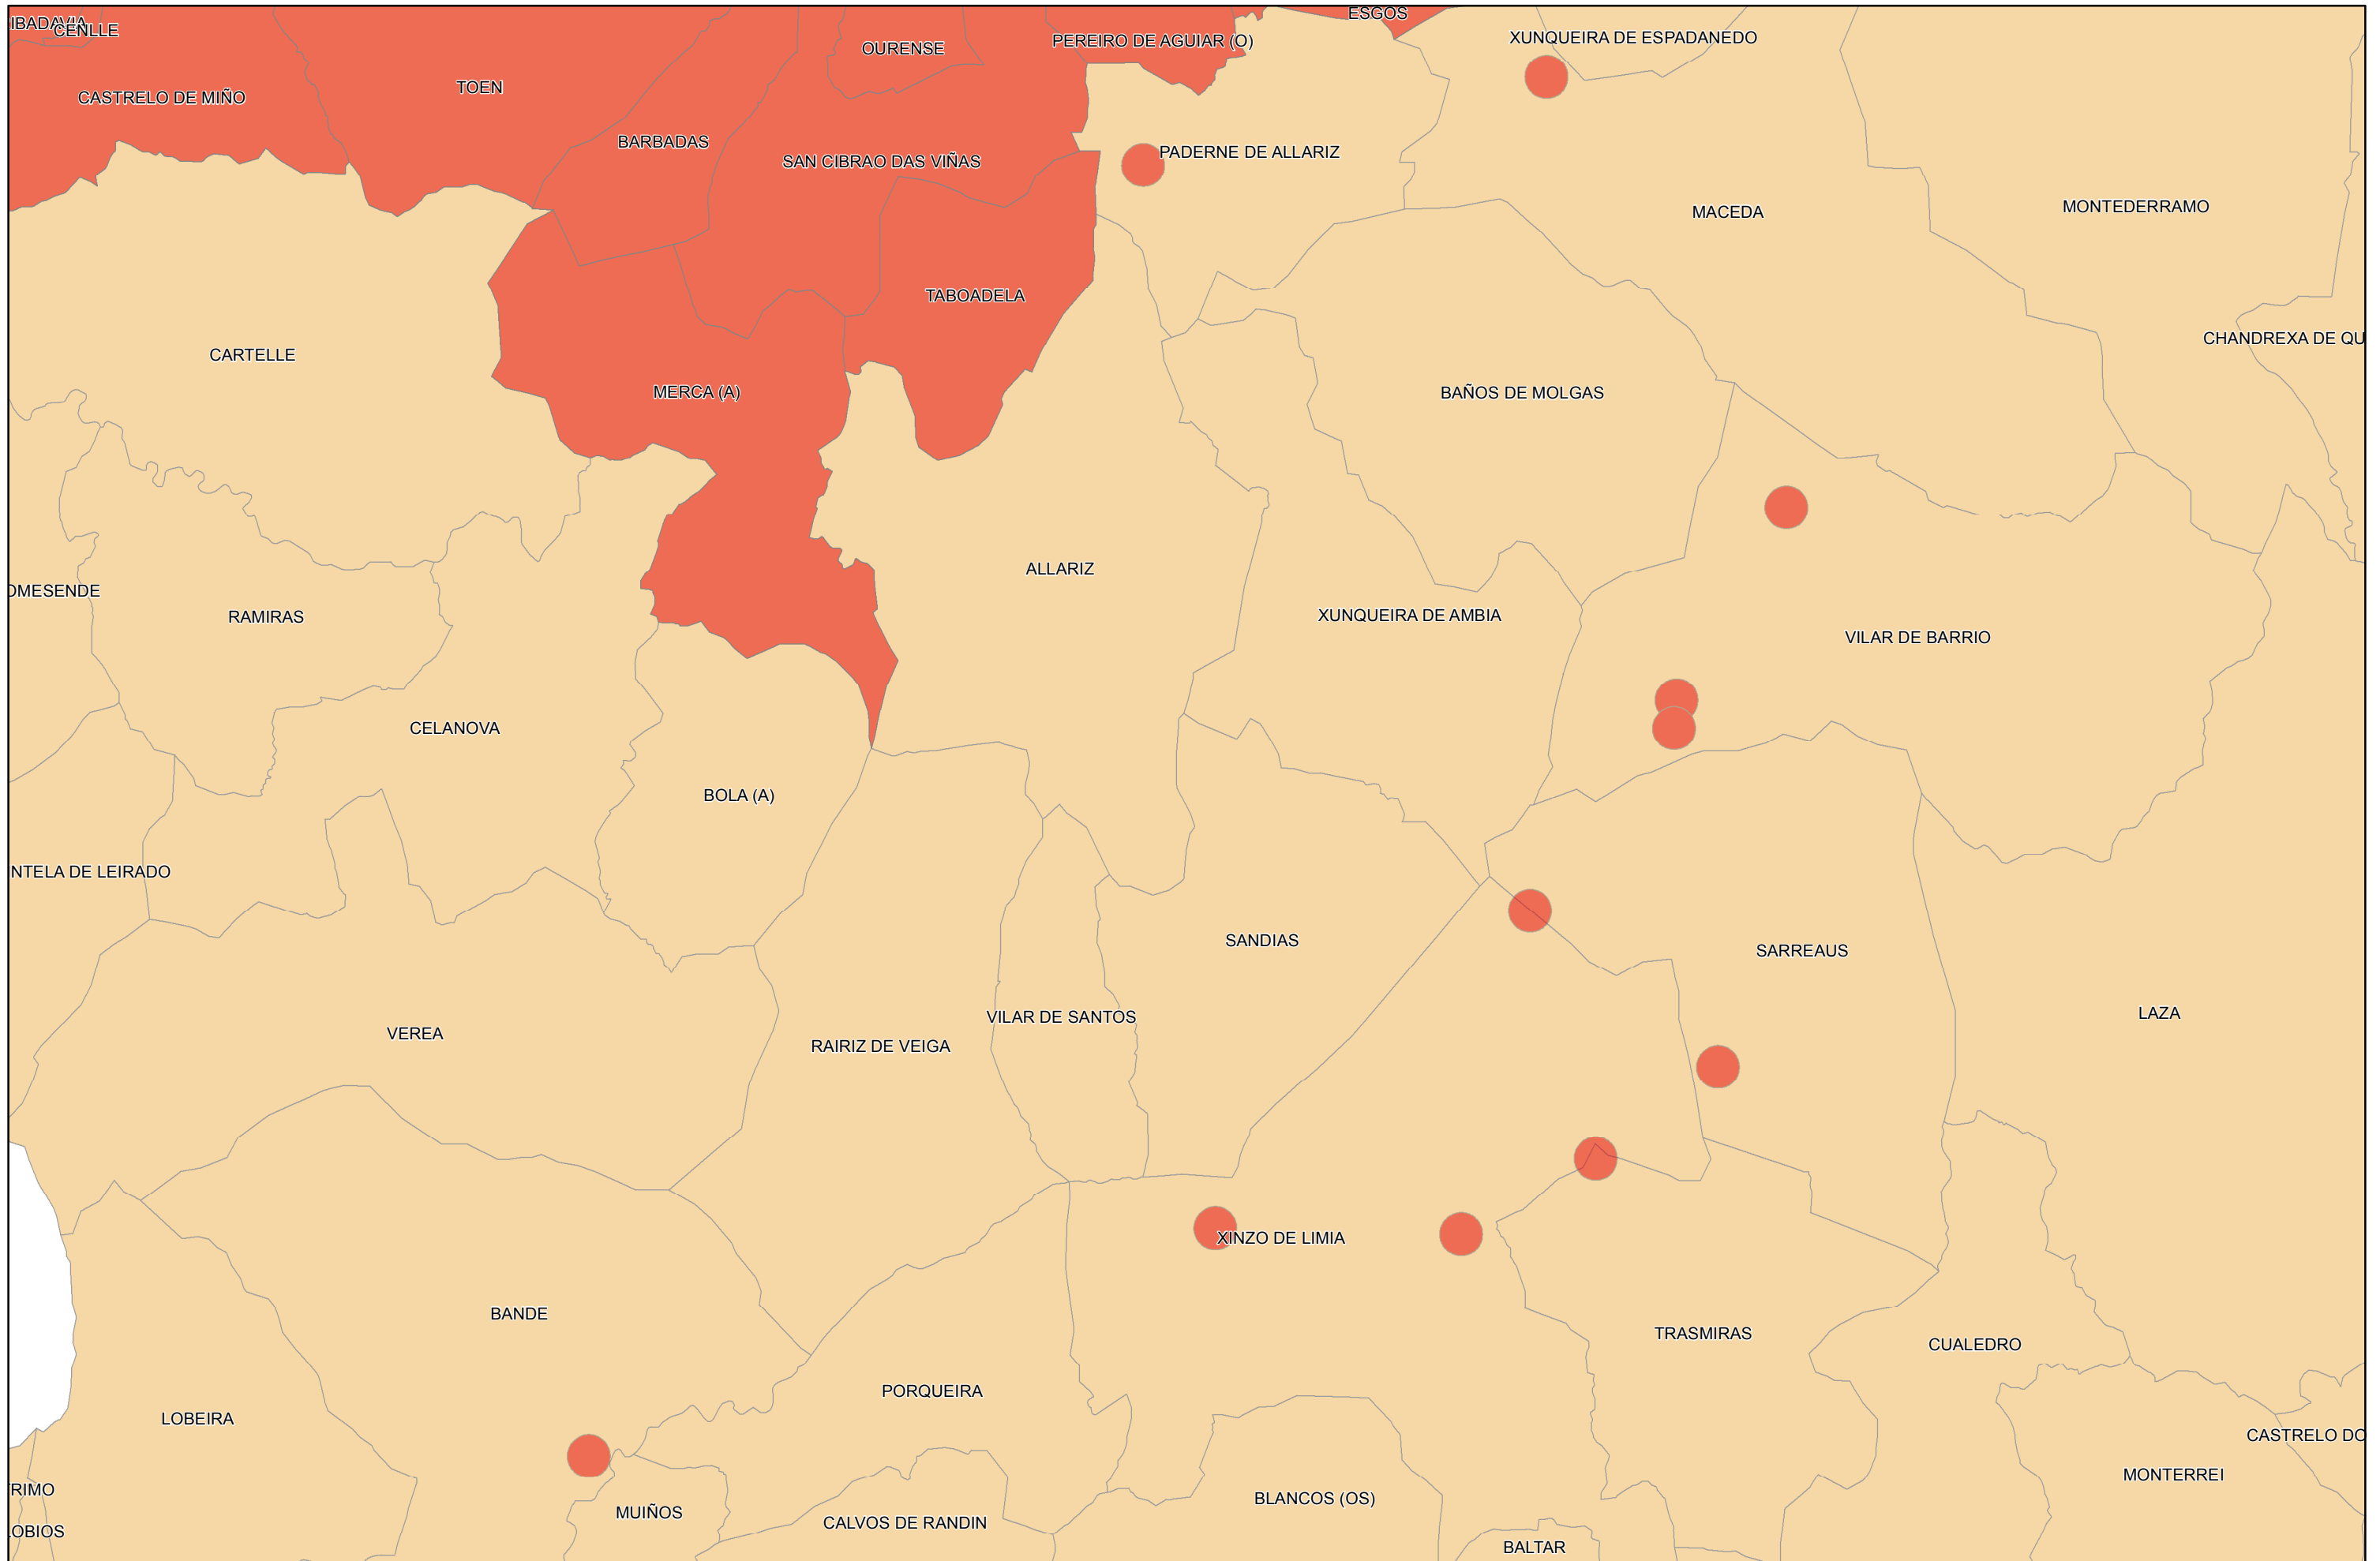 IBADAVIA
CENLLE
ESGOS
OURENSE
PEREIRO DE AGUIAR (O)
XUNQUEIRA DE ESPADANEDO
CASTRELO DE MIÑO
TOEN
BARBADAS
SAN CIBRAO DAS VIÑAS
PADERNE DE ALLARIZ
MACEDA
MONTEDERRAMO
TABOADELA
CHANDREXA DE QU
CARTELLE
MERCA (A)
BAÑOS DE MOLGAS
ALLARIZ
OMESENDE
RAMIRAS
XUNQUEIRA DE AMBIA
VILAR DE BARRIO
CELANOVA
BOLA (A)
NTELA DE LEIRADO
SANDIAS
SARREAUS
VEREA
RAIRIZ DE VEIGA
VILAR DE SANTOS
LAZA
XINZO DE LIMIA
BANDE
TRASMIRAS
CUALEDRO
PORQUEIRA
LOBEIRA
CASTRELO DO
MONTERREI
RIMO
MUIÑOS
BLANCOS (OS)
CALVOS DE RANDIN
LOBIOS
BALTAR